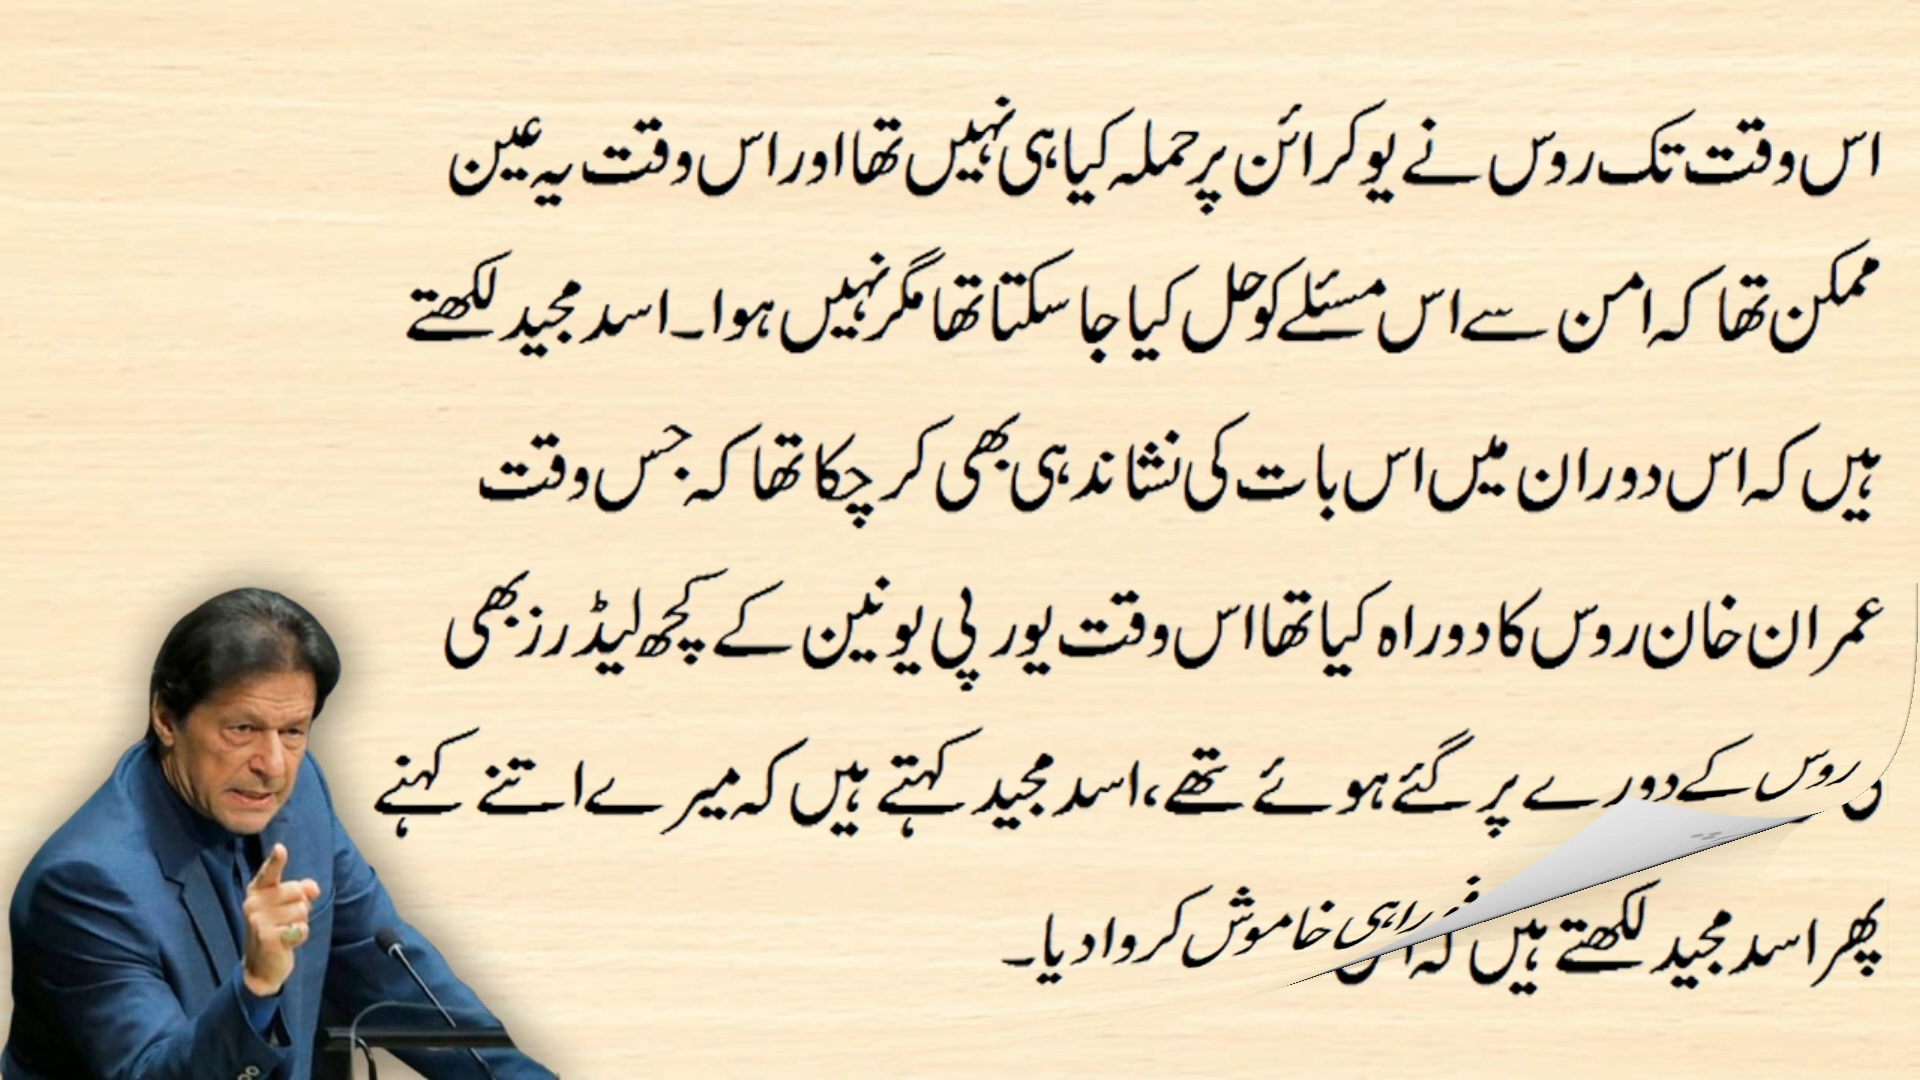 اس وقت تک روس نے یوکرائن پر حملہ کیا ہی نہیں تھا اور اس وقت یہ عین
ممکن تھا کہ امن سے اس مسئلے کو حل کیا جا سکتا تھا مگر نہیں ہوا۔ اسد مجید لکھتے
ہیں کہ اس دوران میں اس بات کی نشاندہی بھی کر چکا تھا کہ جس وقت
عمران خان روس کا دوراہ کیا تھا اس وقت یورپی یونین کے کچھ لیڈرز بھی
روس کے دورے پر گئے ہوئے تھے، اسد مجید کہتے ہیں کہ میرے اتنے کہنے
پھر اسد مجید لکھتے ہیں کہ خاموش کروا دیا۔